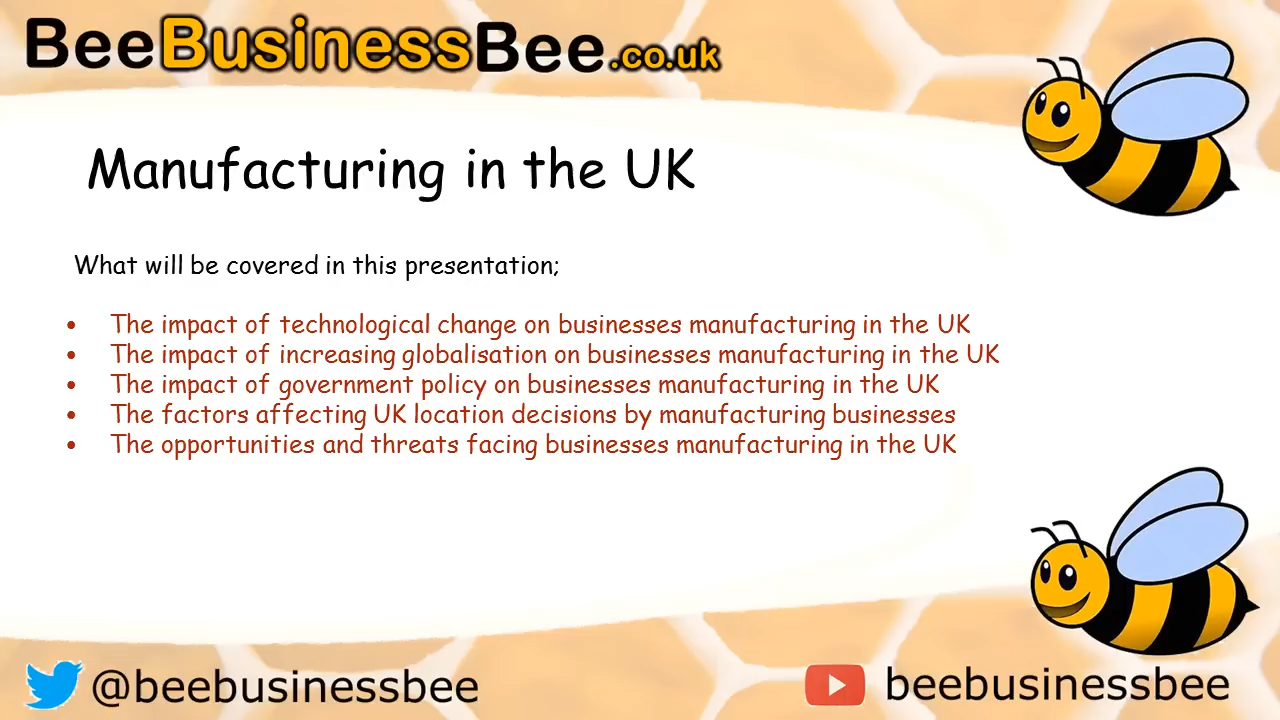 BeeBusinessBee.co.uk
Manufacturing in the UK
What will be covered in this presentation;
• The impact of technological change on businesses manufacturing in the UK
• The impact of increasing globalisation on businesses manufacturing in the UK
• The impact of government policy on businesses manufacturing in the UK
• The factors affecting UK location decisions by manufacturing businesses
• The opportunities and threats facing businesses manufacturing in the UK
@beebusinessbee
beebusinessbee